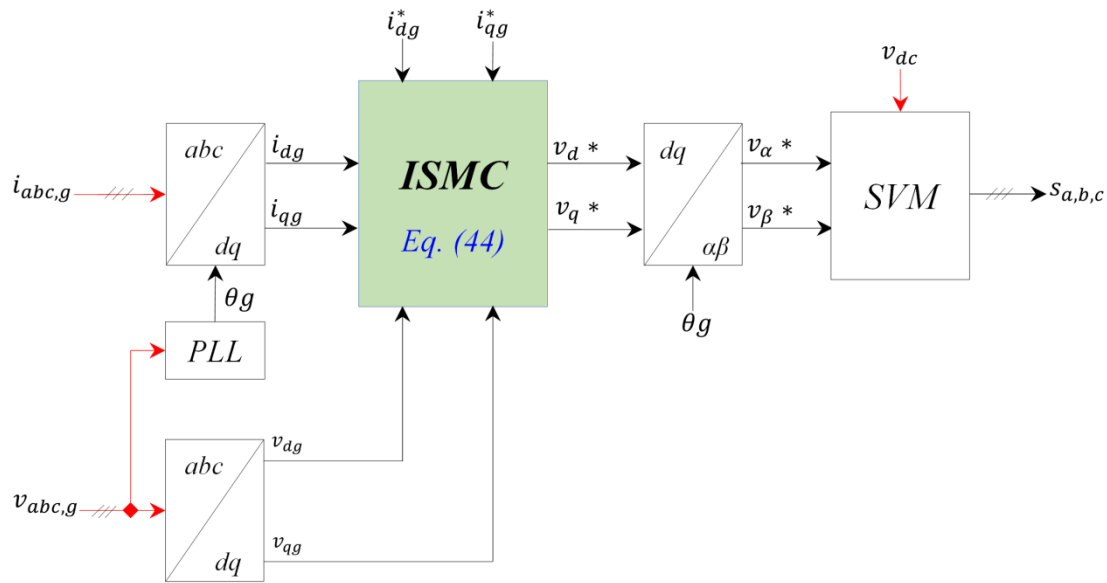 i*dg
i*qg
vdc
abc
dq
idg
iqg
iabc,g
ISMC
Eq. (44)
vd *
vq *
dq
αβ
vα *
vβ *
SVM
sa,b,c
θg
θg
PLL
abc
dq
vdg
vqg
vabc,g